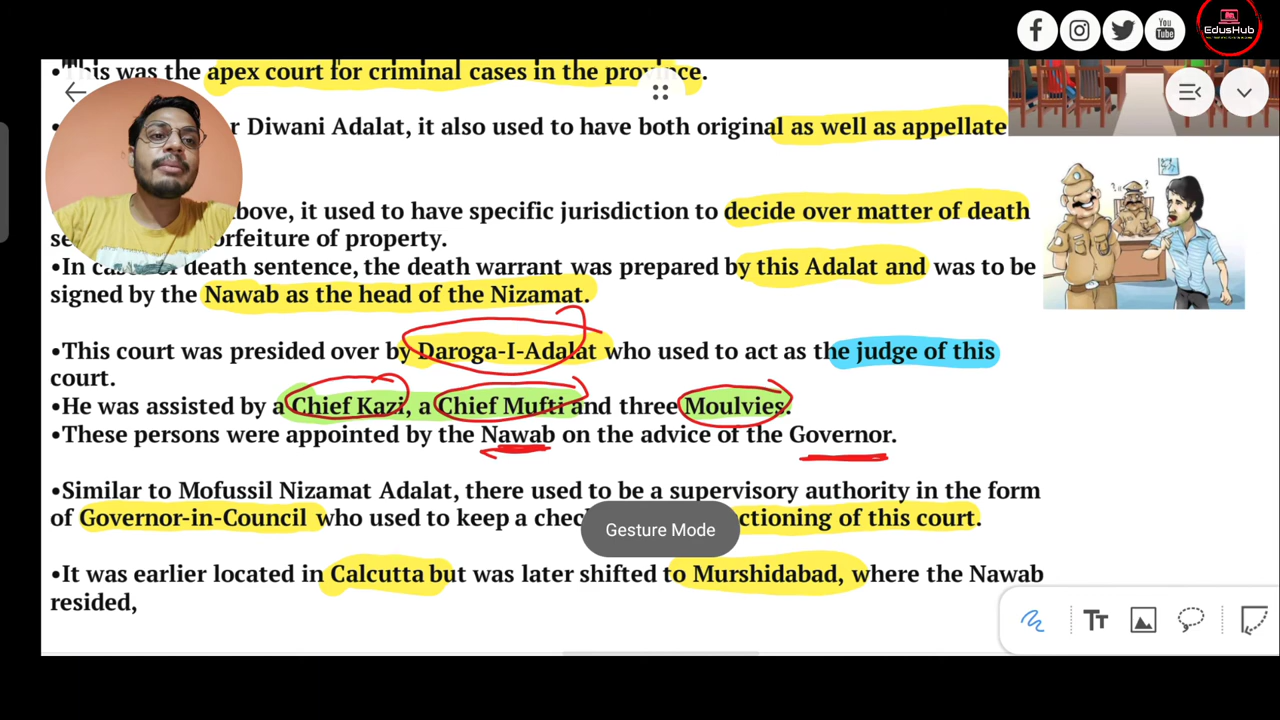 You Tube
EdusHub
•This was the apex court for criminal cases in the province.
r Diwani Adalat, it also used to have both original as well as appellate
above, it used to have specific jurisdiction to decide over matter of death
forfeiture of property.
•In death sentence, the death warrant was prepared by this Adalat and was to be
signed by the Nawab as the head of the Nizamat.
•This court was presided over by Daroga-I-Adalat who used to act as the judge of this
court.
•He was assisted by a Chief Kazi, a Chief Mufti and three Moulvies.
•These persons were appointed by the Nawab on the advice of the Governor.
•Similar to Mofussil Nizamat Adalat, there used to be a supervisory authority in the form
of Governor-in-Council who used to keep a chec ctioning of this court.
Gesture Mode
•It was earlier located in Calcutta but was later shifted to Murshidabad, where the Nawab
resided,
TT